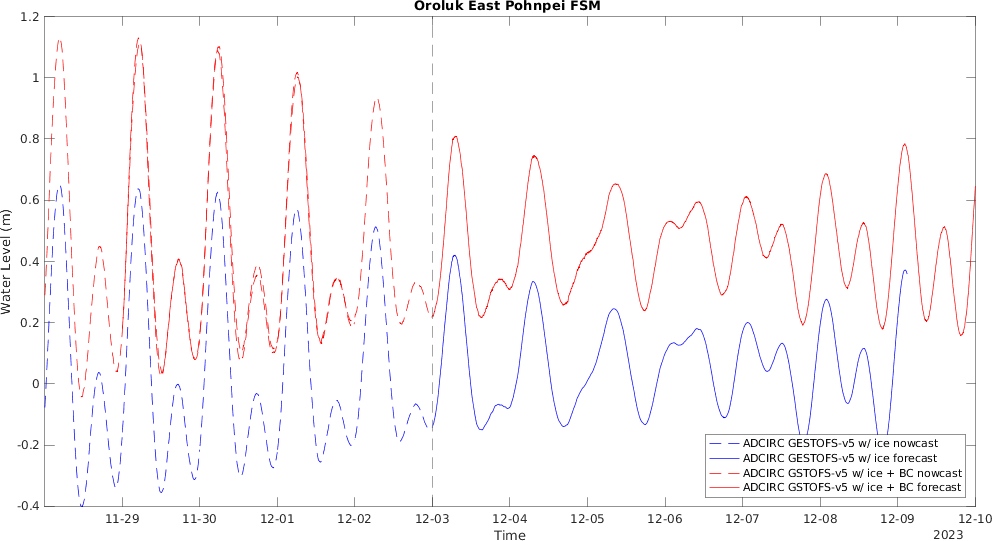 Oroluk East Pohnpei FSM
Water Level (m)
1.2
1
0.8
0.6
0.4
0.2
0
-0.2
-0.4
ADCIRC GESTOFS-v5 w/ ice nowcast
ADCIRC GESTOFS-v5 w/ ice forecast
ADCIRC GSTOFS-v5 w/ ice + BC nowcast
ADCIRC GSTOFS-v5 w/ ice + BC forecast
11-29 11-30 12-01 12-02 12-03 12-04 12-05 12-06 12-07 12-08 12-09 12-10
Time
2023